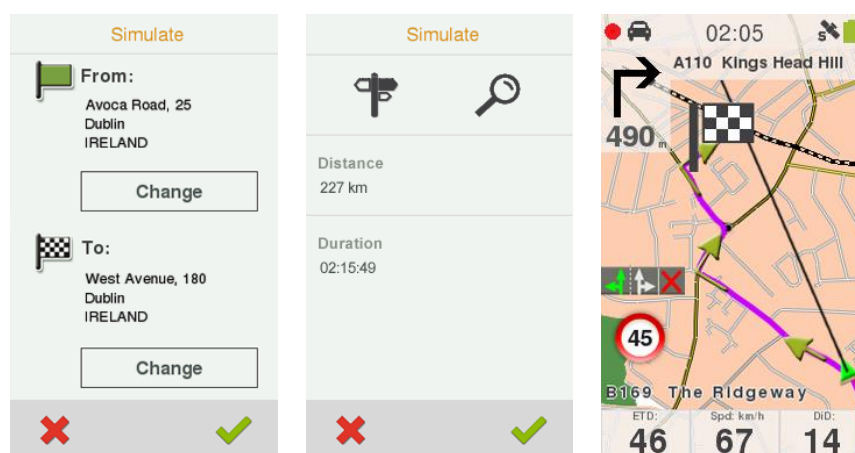 Simulate
From:
Avoca Road, 25
Dublin
IRELAND
Change
To:
West Avenue, 180
Dublin
IRELAND
Change
Simulate
Distance
227 km
Duration
02:15:49
02:05
S
A110 Kings Head Hill
490 m
45
B169 The Ridgeway
ETD: Spd: km/h DiD:
46 67 14